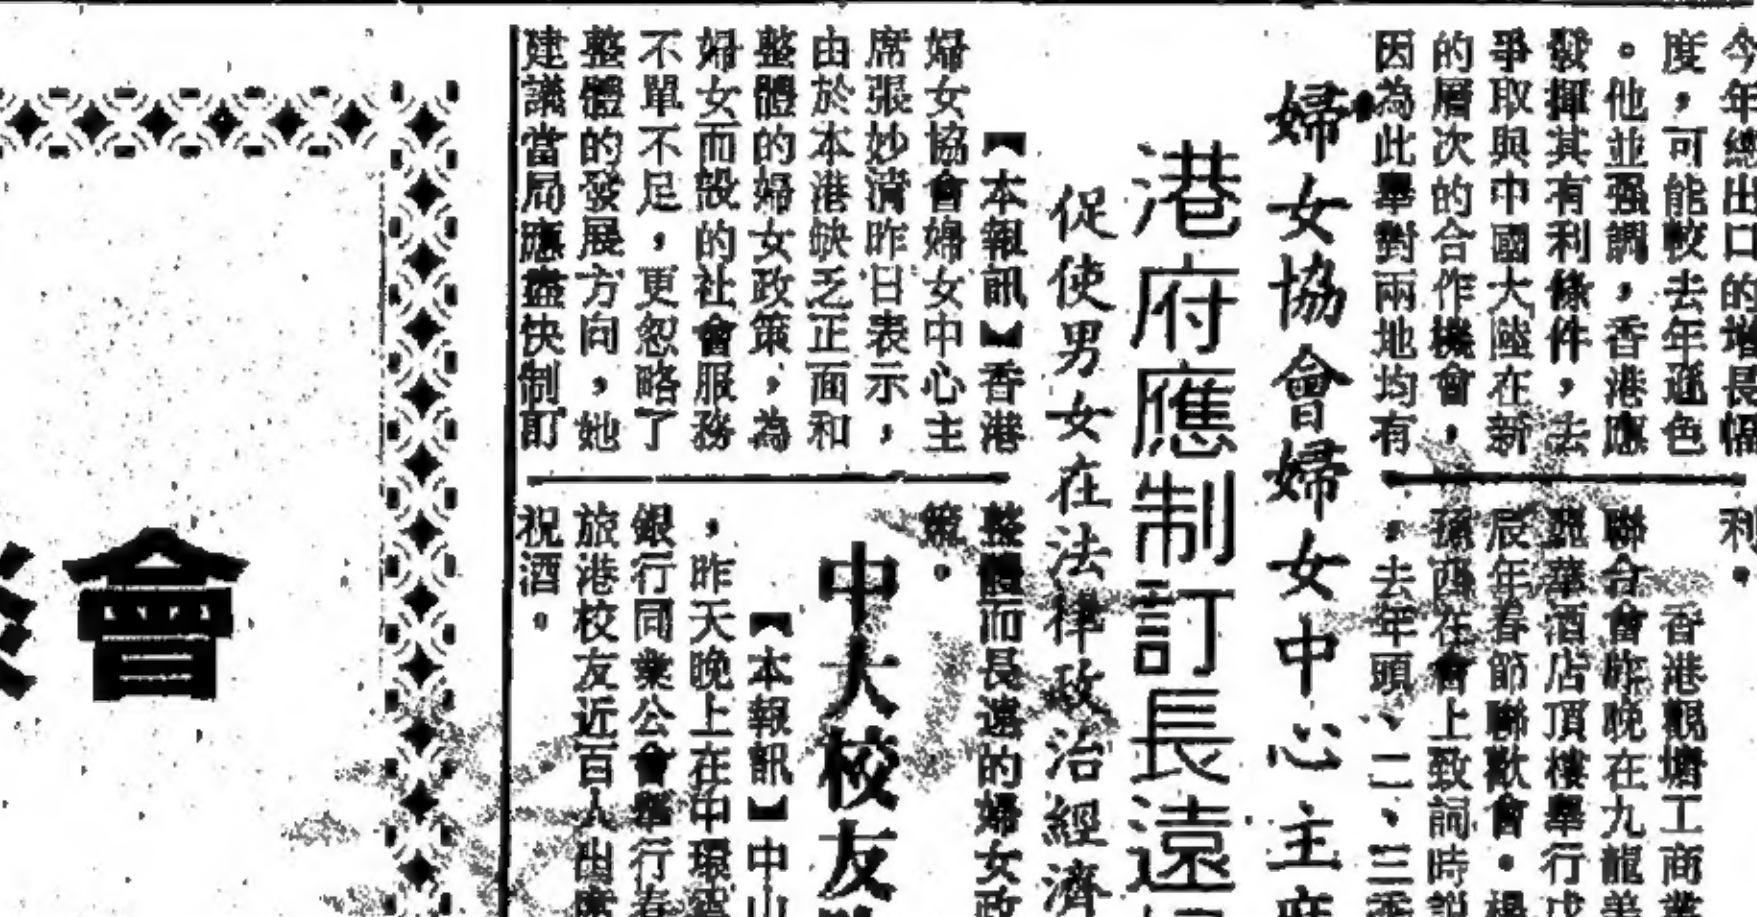 今年總出口的增長幅
度，可能較去年遜色
。他並强調，香港應
發揮其有利條件，去
爭取與中國大陸在新
的層次的合作機會，
因為此舉對兩地均有
利。
香港觀塘工商業
聯合會昨晚在九龍美
麗華酒店頂樓舉行戊
辰年春節聯歡會。楊
孫西在會上致詞時說
，去年頭、二、三季
婦女協會婦女中心主席
港府應制訂長遠
促使男女在法律政治經濟
【本報訊】香港
婦女協會婦女中心主
席張妙清昨日表示，
由於本港缺乏正面和
整體的婦女政策，為
婦女而設的社會服務
不單不足，更忽略了
整體的發展方向，她
建議當局應盡快制訂
整體而長遠的婦女政
策。
中大校友
【本報訊】中山
，昨天晚上在中環
銀行同業公會舉行春
旅港校友近百人出席
祝酒。
會